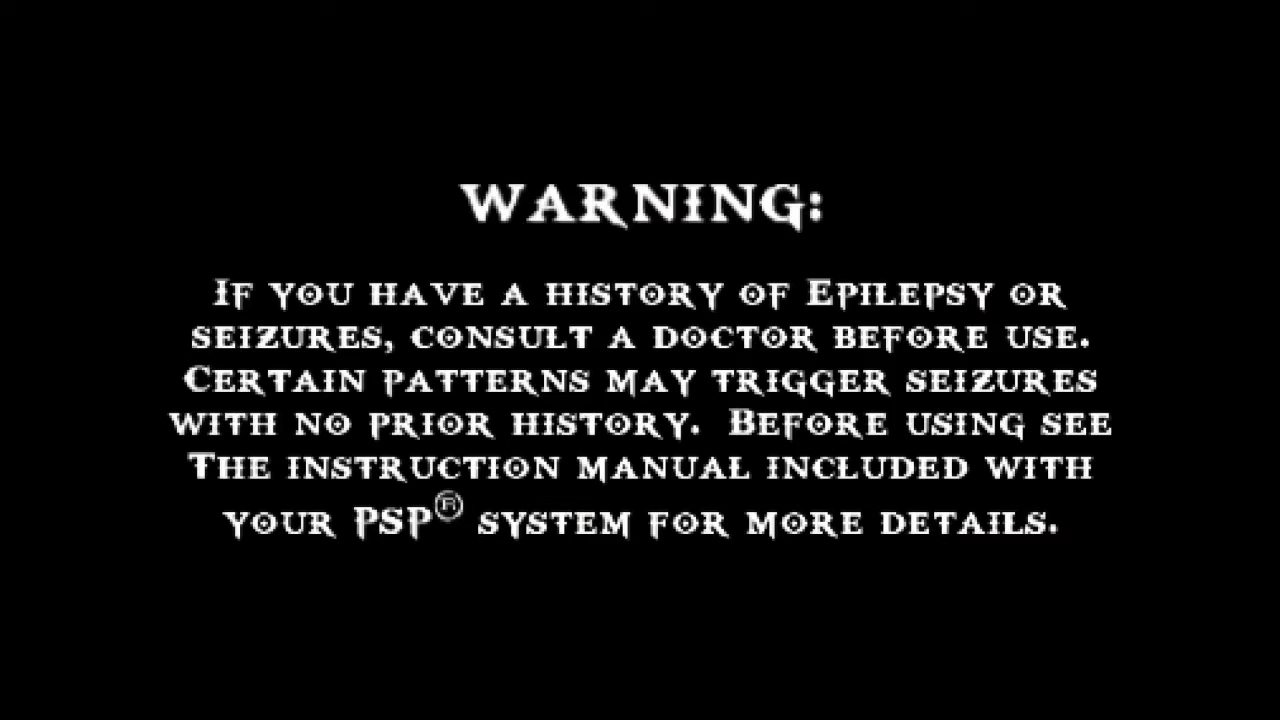 WARNING:
If you have a history of Epilepsy or
seizures, consult a doctor before use.
Certain patterns may trigger seizures
with no prior history.  Before using see
The instruction manual included with
your PSP® system for more details.